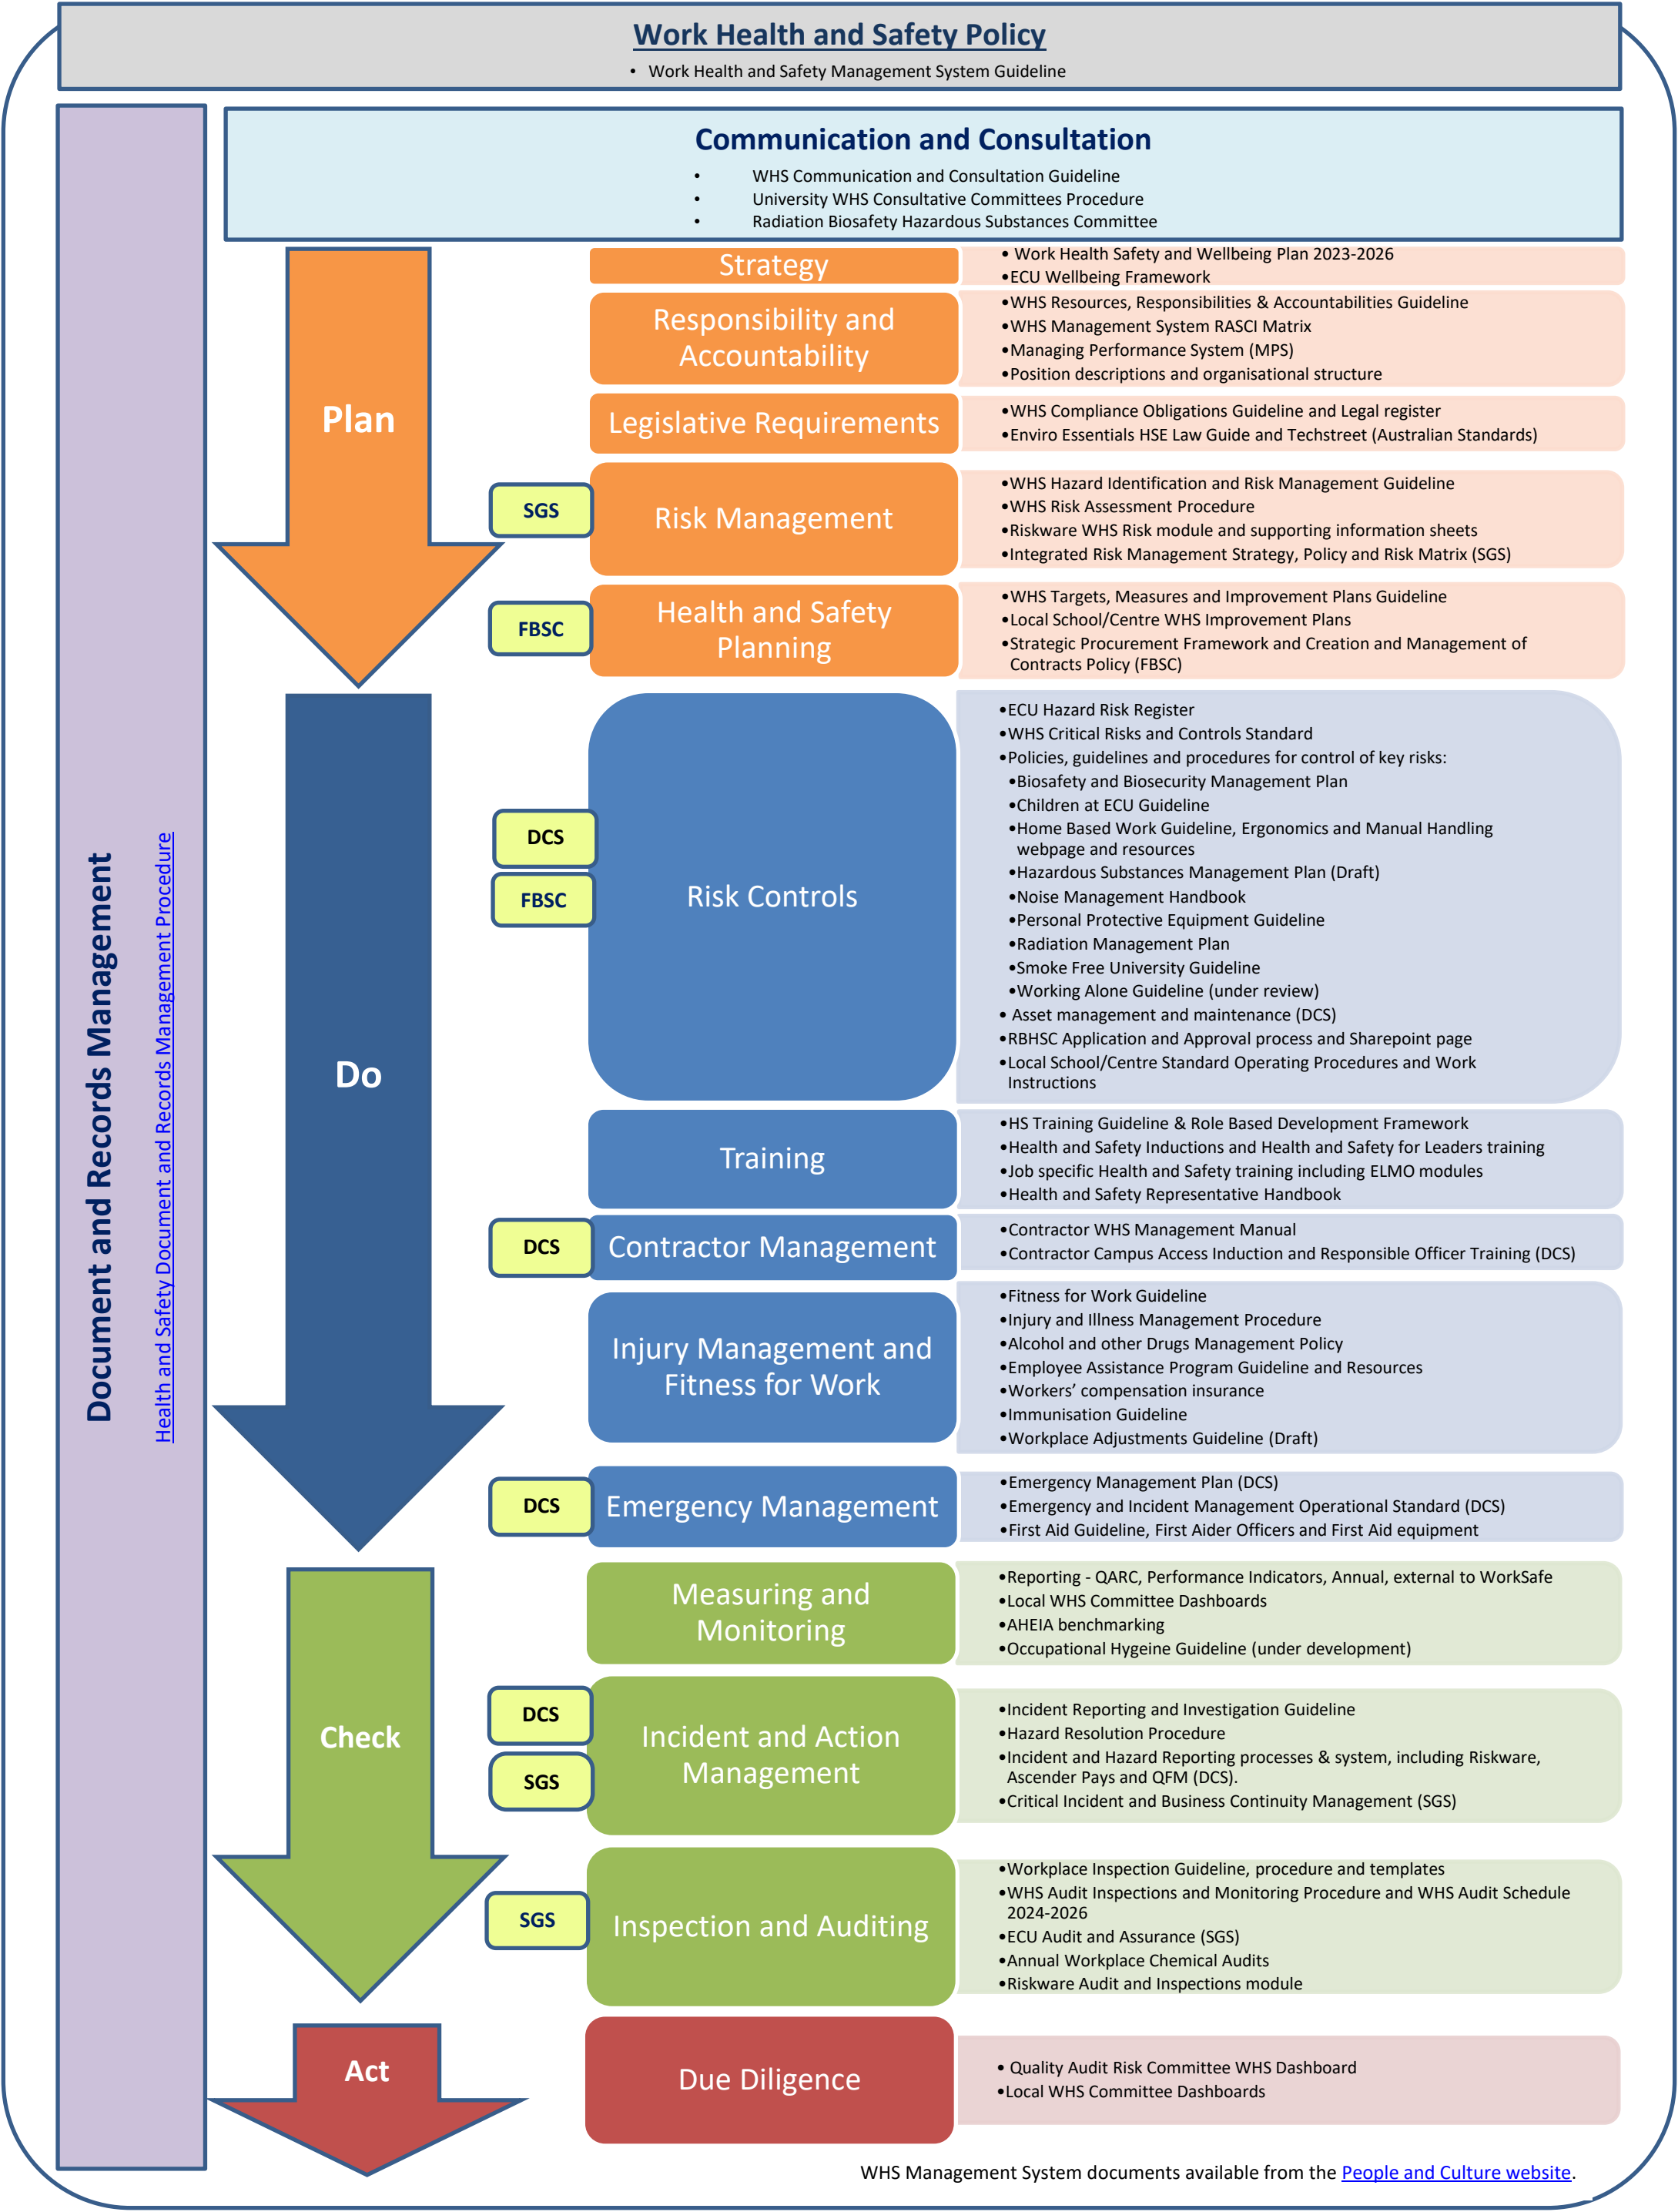 Work Health and Safety Policy
• Work Health and Safety Management System Guideline
Document and Records Management
Health and Safety Document and Records Management Procedure
Communication and Consultation
• WHS Communication and Consultation Guideline
• University WHS Consultative Committees Procedure
• Radiation Biosafety Hazardous Substances Committee
Plan
Strategy
• Work Health Safety and Wellbeing Plan 2023-2026
•ECU Wellbeing Framework
Responsibility and
Accountability
•WHS Resources, Responsibilities & Accountabilities Guideline
•WHS Management System RASCI Matrix
•Managing Performance System (MPS)
•Position descriptions and organisational structure
Legislative Requirements
•WHS Compliance Obligations Guideline and Legal register
•Enviro Essentials HSE Law Guide and Techstreet (Australian Standards)
SGS
Risk Management
•WHS Hazard Identification and Risk Management Guideline
•WHS Risk Assessment Procedure
•Riskware WHS Risk module and supporting information sheets
•Integrated Risk Management Strategy, Policy and Risk Matrix (SGS)
FBSC
Health and Safety
Planning
•WHS Targets, Measures and Improvement Plans Guideline
•Local School/Centre WHS Improvement Plans
•Strategic Procurement Framework and Creation and Management of
Contracts Policy (FBSC)
Do
DCS
FBSC
Risk Controls
•ECU Hazard Risk Register
•WHS Critical Risks and Controls Standard
•Policies, guidelines and procedures for control of key risks:
•Biosafety and Biosecurity Management Plan
•Children at ECU Guideline
•Home Based Work Guideline, Ergonomics and Manual Handling
webpage and resources
•Hazardous Substances Management Plan (Draft)
•Noise Management Handbook
•Personal Protective Equipment Guideline
•Radiation Management Plan
•Smoke Free University Guideline
•Working Alone Guideline (under review)
• Asset management and maintenance (DCS)
•RBHSC Application and Approval process and Sharepoint page
•Local School/Centre Standard Operating Procedures and Work
Instructions
Training
•HS Training Guideline & Role Based Development Framework
•Health and Safety Inductions and Health and Safety for Leaders training
•Job specific Health and Safety training including ELMO modules
•Health and Safety Representative Handbook
DCS
Contractor Management
•Contractor WHS Management Manual
•Contractor Campus Access Induction and Responsible Officer Training (DCS)
Injury Management and
Fitness for Work
•Fitness for Work Guideline
•Injury and Illness Management Procedure
•Alcohol and other Drugs Management Policy
•Employee Assistance Program Guideline and Resources
•Workers’ compensation insurance
•Immunisation Guideline
•Workplace Adjustments Guideline (Draft)
DCS
Emergency Management
•Emergency Management Plan (DCS)
•Emergency and Incident Management Operational Standard (DCS)
•First Aid Guideline, First Aider Officers and First Aid equipment
Check
Measuring and
Monitoring
•Reporting - QARC, Performance Indicators, Annual, external to WorkSafe
•Local WHS Committee Dashboards
•AHEIA benchmarking
•Occupational Hygeine Guideline (under development)
DCS
SGS
Incident and Action
Management
•Incident Reporting and Investigation Guideline
•Hazard Resolution Procedure
•Incident and Hazard Reporting processes & system, including Riskware,
Ascender Pays and QFM (DCS).
•Critical Incident and Business Continuity Management (SGS)
SGS
Inspection and Auditing
•Workplace Inspection Guideline, procedure and templates
•WHS Audit Inspections and Monitoring Procedure and WHS Audit Schedule
2024-2026
•ECU Audit and Assurance (SGS)
•Annual Workplace Chemical Audits
•Riskware Audit and Inspections module
Act
Due Diligence
• Quality Audit Risk Committee WHS Dashboard
•Local WHS Committee Dashboards
WHS Management System documents available from the People and Culture website.